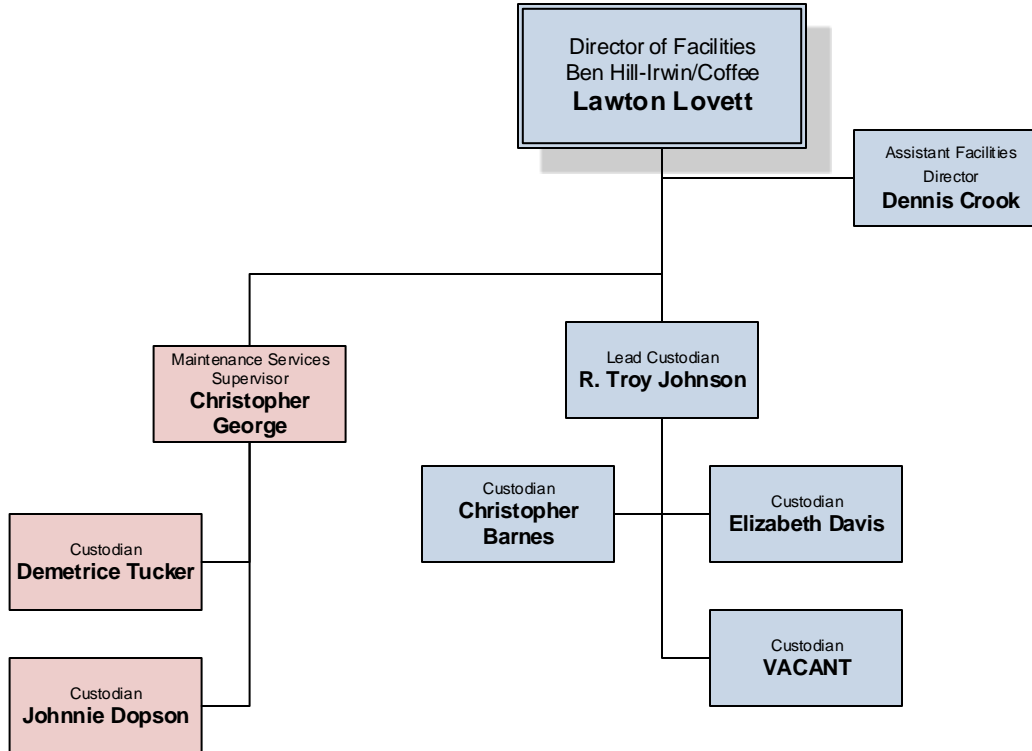 Director of Facilities
Ben Hill-Irwin/Coffee
Lawton Lovett
Assistant Facilities
Director
Dennis Crook
Maintenance Services
Supervisor
Christopher
George
Lead Custodian
R. Troy Johnson
Custodian
Christopher
Barnes
Custodian
Elizabeth Davis
Custodian
Demetrice Tucker
Custodian
VACANT
Custodian
Johnnie Dopson